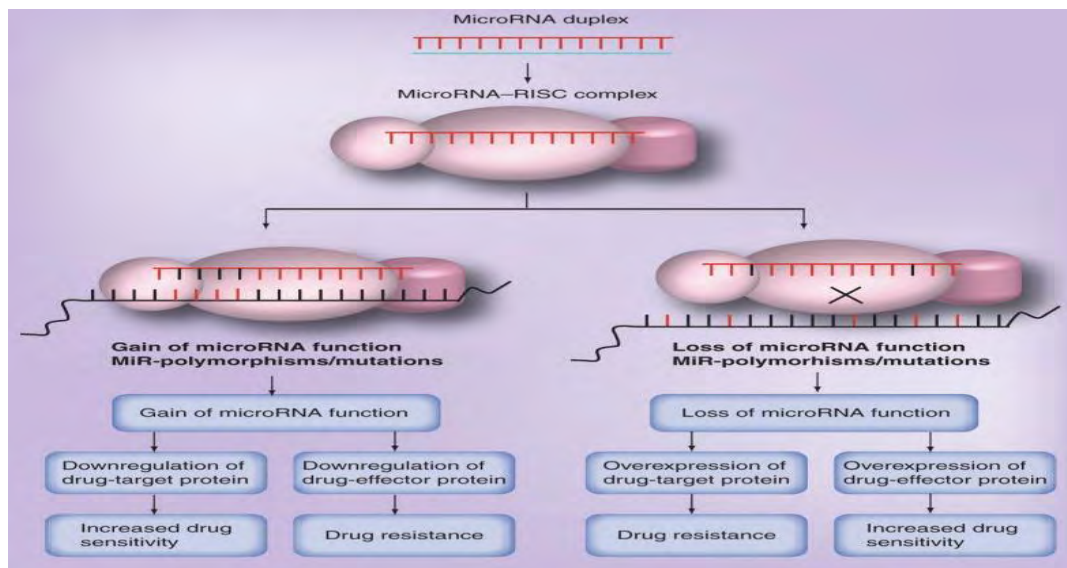 MicroRNA duplex
MicroRNA–RISC complex
Gain of microRNA function
MiR-polymorphisms/mutations
Loss of microRNA function
MiR-polymorhisms/mutations
Gain of microRNA function
Loss of microRNA function
Downregulation of
drug-target protein
Downregulation of
drug-effector protein
Overexpression of
drug-target protein
Overexpression of
drug-effector protein
Increased drug
sensitivity
Drug resistance
Drug resistance
Increased drug
sensitivity